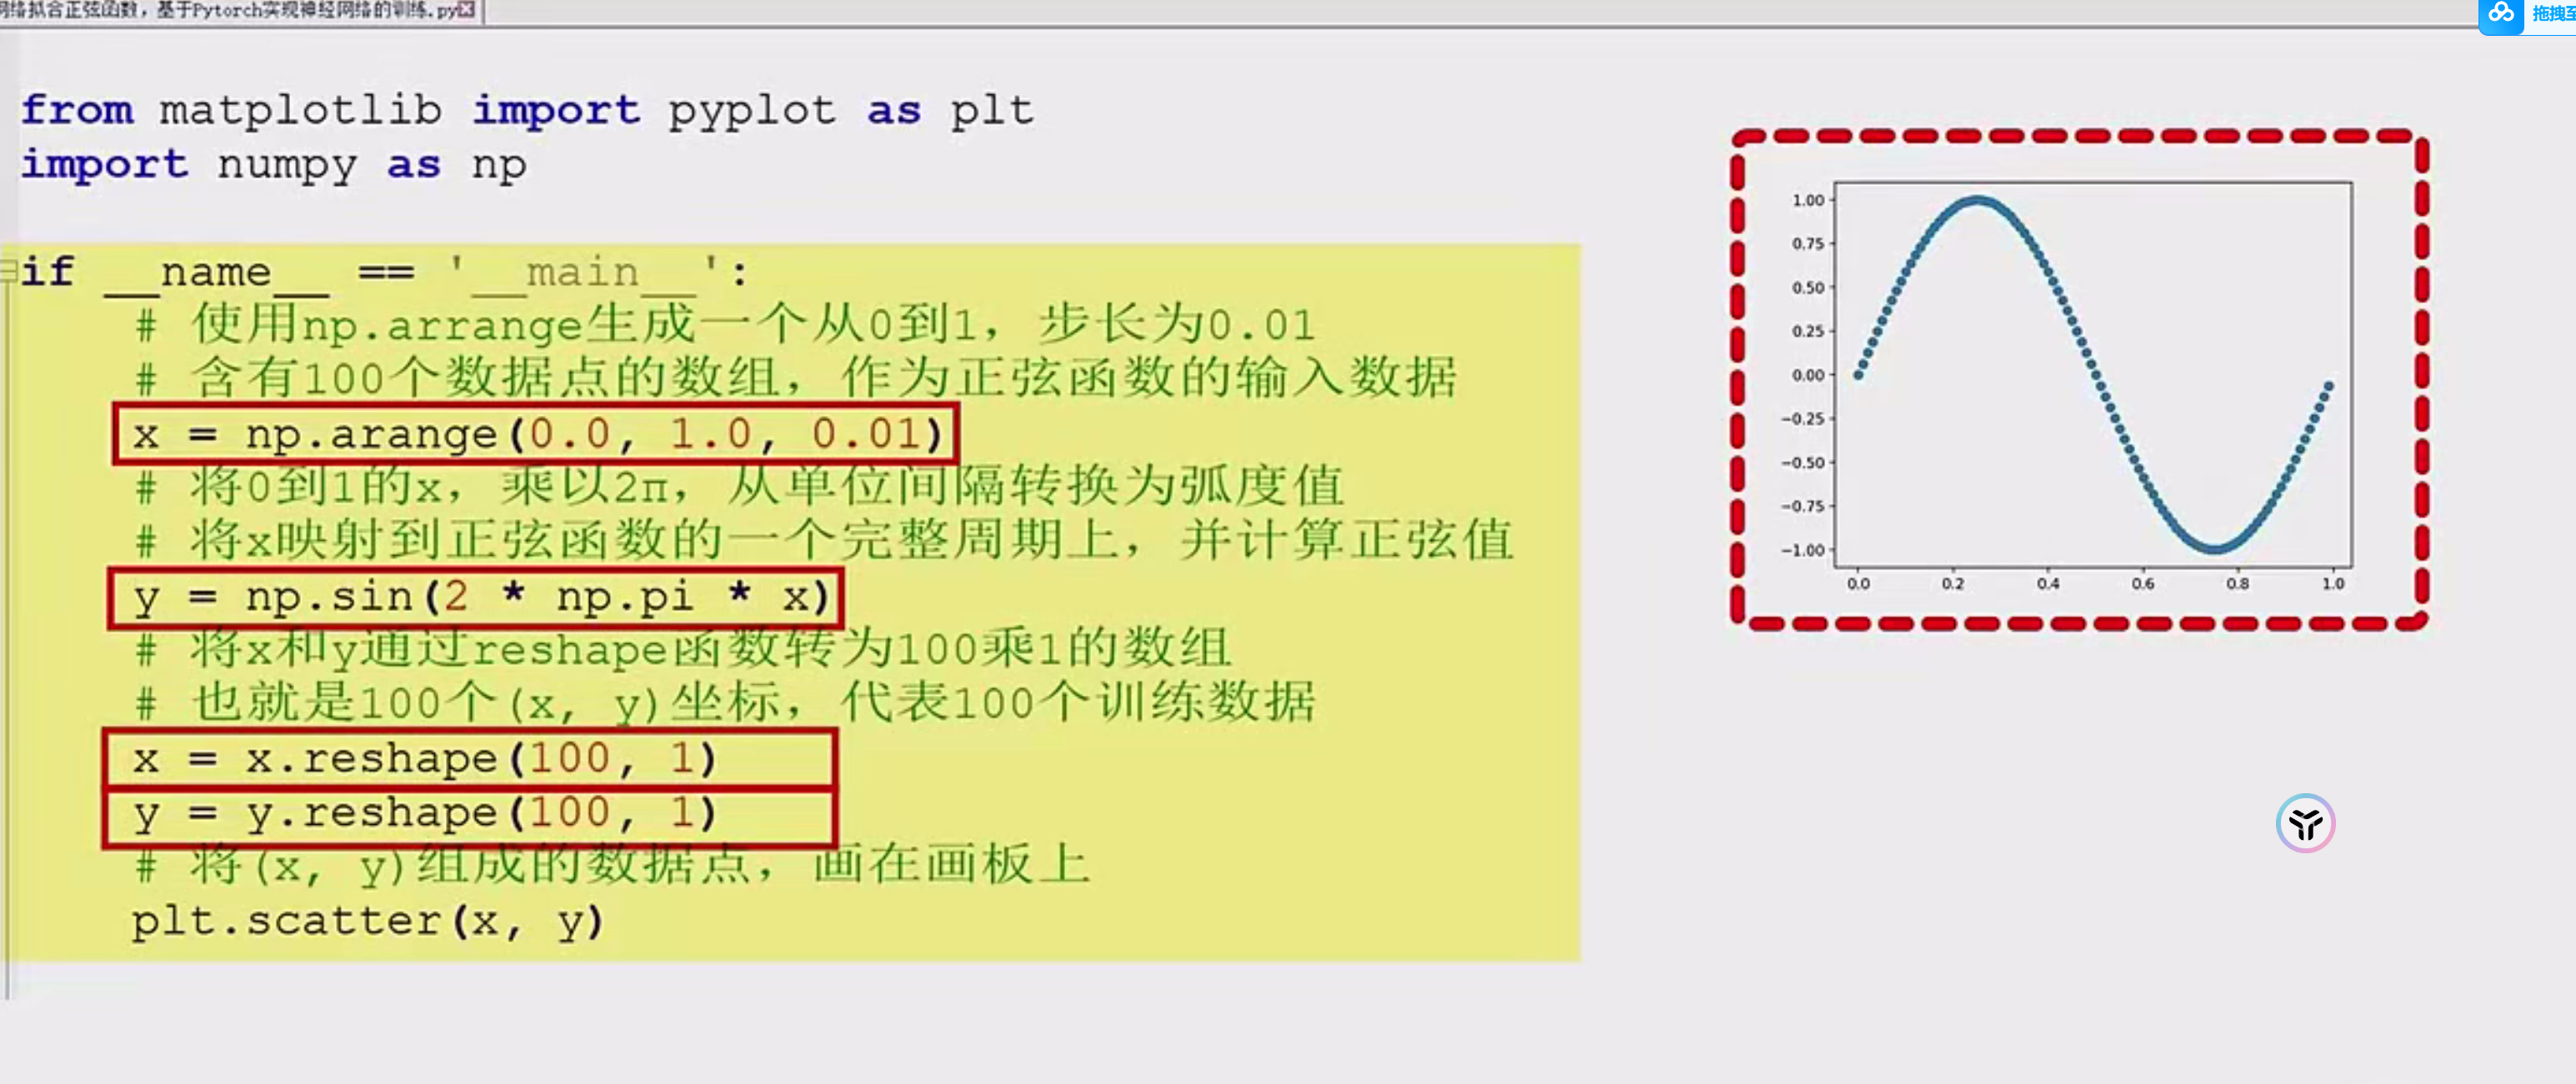 网络拟合正弦函数，基于Pytorch实现神经网络的训练.py
拖拽至
from matplotlib import pyplot as plt
import numpy as np
if __name__ == '__main__':
# 使用np.arrange生成一个从0到1，步长为0.01
# 含有100个数据点的数组，作为正弦函数的输入数据
x = np.arange(0.0, 1.0, 0.01)
# 将0到1的x，乘以2π，从单位间隔转换为弧度值
# 将x映射到正弦函数的一个完整周期上，并计算正弦值
y = np.sin(2 * np.pi * x)
# 将x和y通过reshape函数转为100乘1的数组
# 也就是100个(x, y)坐标，代表100个训练数据
x = x.reshape(100, 1)
y = y.reshape(100, 1)
# 将(x, y)组成的数据点，画在画板上
plt.scatter(x, y)
1.00
0.75
0.50
0.25
0.00
−0.25
−0.50
−0.75
−1.00
0.0 0.2 0.4 0.6 0.8 1.0